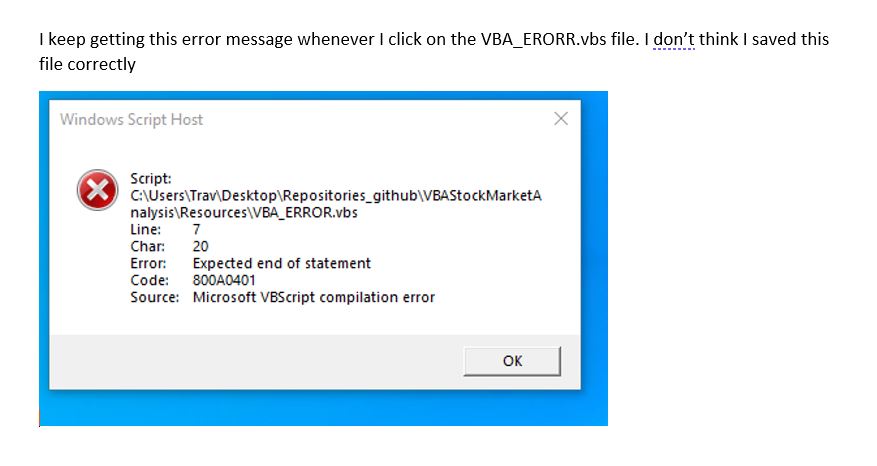 I keep getting this error message whenever I click on the VBA_ERORR.vbs file. I don't think I saved this
file correctly
Windows Script Host
Script:
C:\Users\Trav\Desktop\Repositories_github\VBAStockMarketA
nalysis\Resources\VBA_ERROR.vbs
Line: 7
Char: 20
Error: Expected end of statement
Code: 800A0401
Source: Microsoft VBScript compilation error
OK